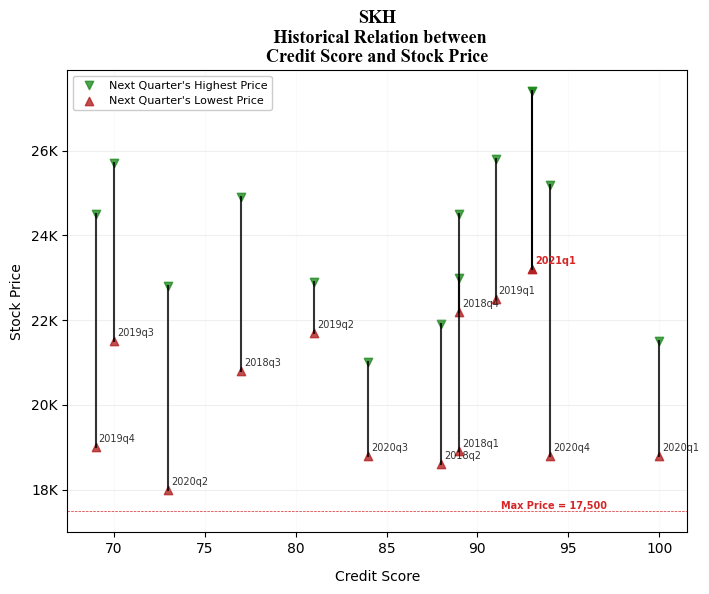 SKH
Historical Relation between
Credit Score and Stock Price
Next Quarter's Highest Price
Next Quarter's Lowest Price
Stock Price
26K
24K
22K
20K
18K
2021q1
2019q1
2018q4
2019q2
2019q3
2018q3
2019q4
2018q1
2020q3
2020q4
2020q1
2018q2
2020q2
Max Price = 17,500
70
75
80
85
90
95
100
Credit Score